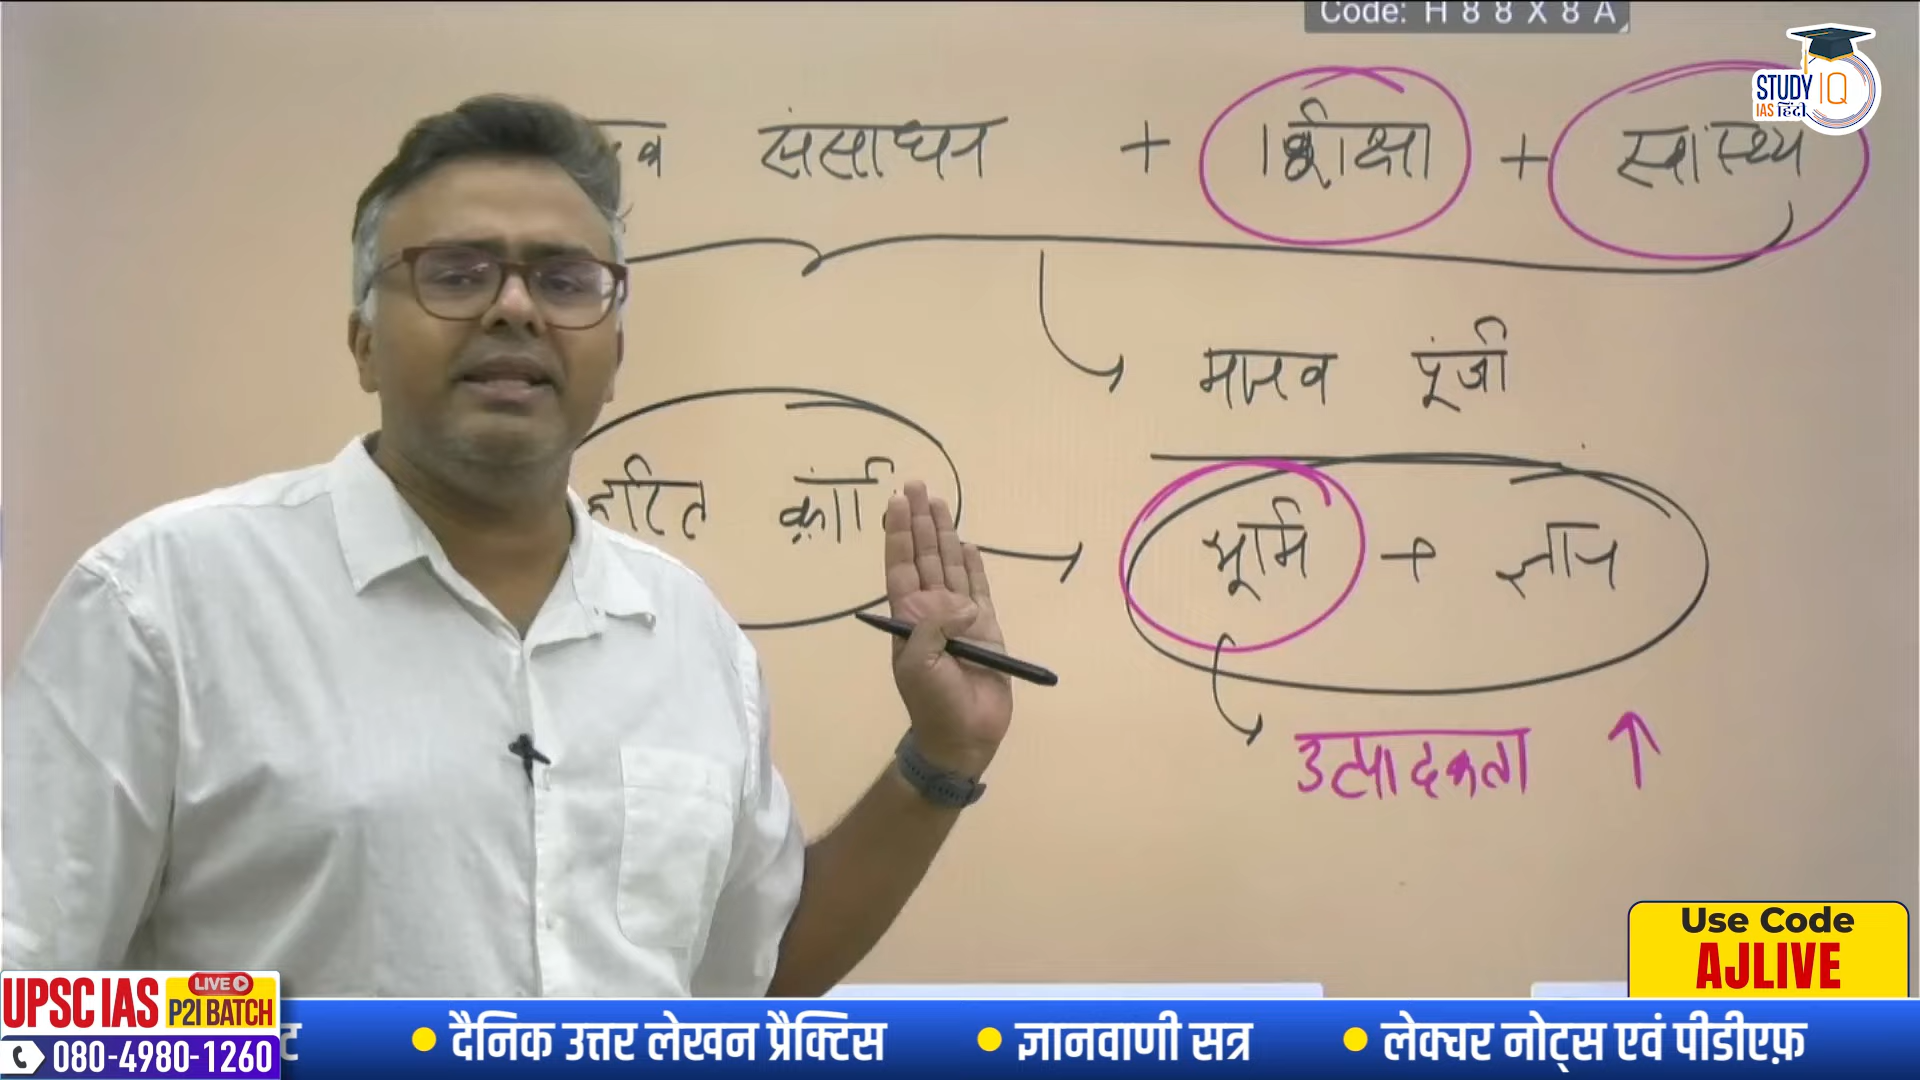 Code: H 8 8 X 8 A
STUDY IQ
IAS हिंदी
संसाधन + शिक्षा + स्वास्थ्य
मानव पूंजी
हरित
भूमि + ज्ञान
उत्पादकता ↑
Use Code
AJLIVE
UPSC IAS LIVE
P2I BATCH
080-4980-1260
दैनिक उत्तर लेखन प्रैक्टिस
ज्ञानवाणी सत्र
लेक्चर नोट्स एवं पीडीएफ़